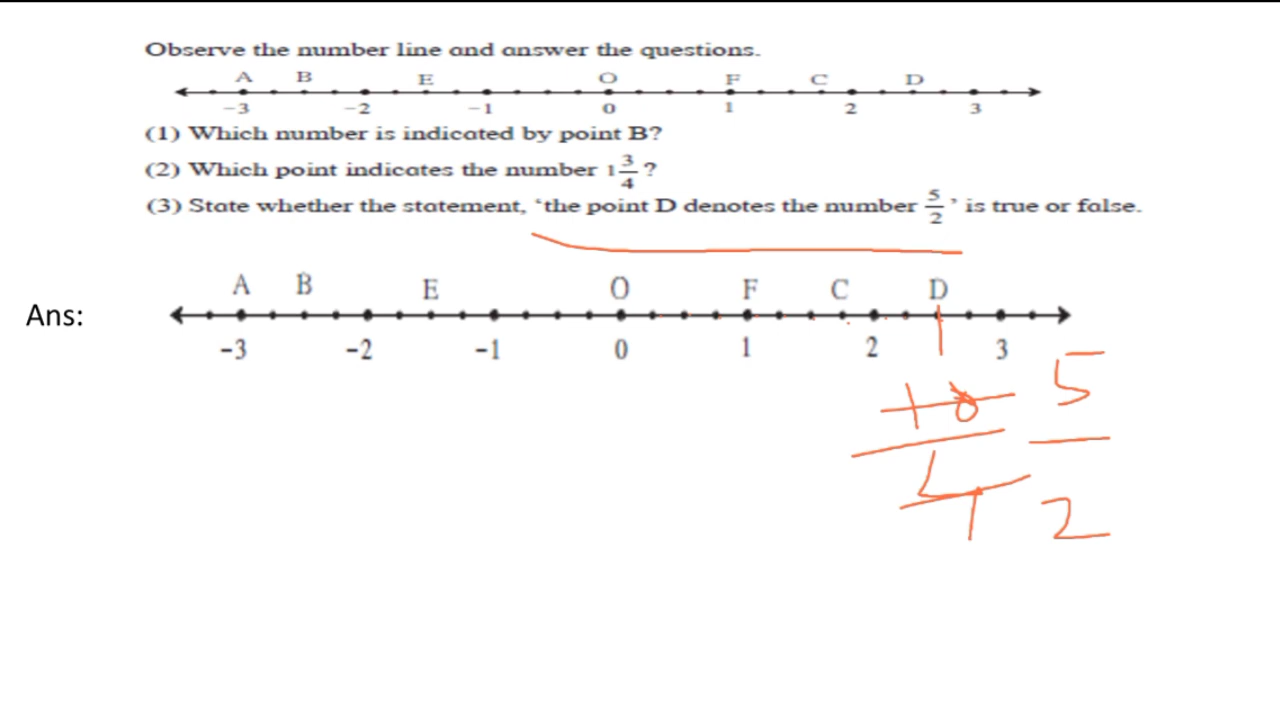 Observe the number line and answer the questions.
A B E O F C D
−3 −2 −1 0 1 2 3
(1) Which number is indicated by point B?
(2) Which point indicates the number 1 3/4 ?
(3) State whether the statement, ‘the point D denotes the number 5/2 ’ is true or false.
A B E O F C D
Ans:
-3 -2 -1 0 1 2 3
10/4 5/2